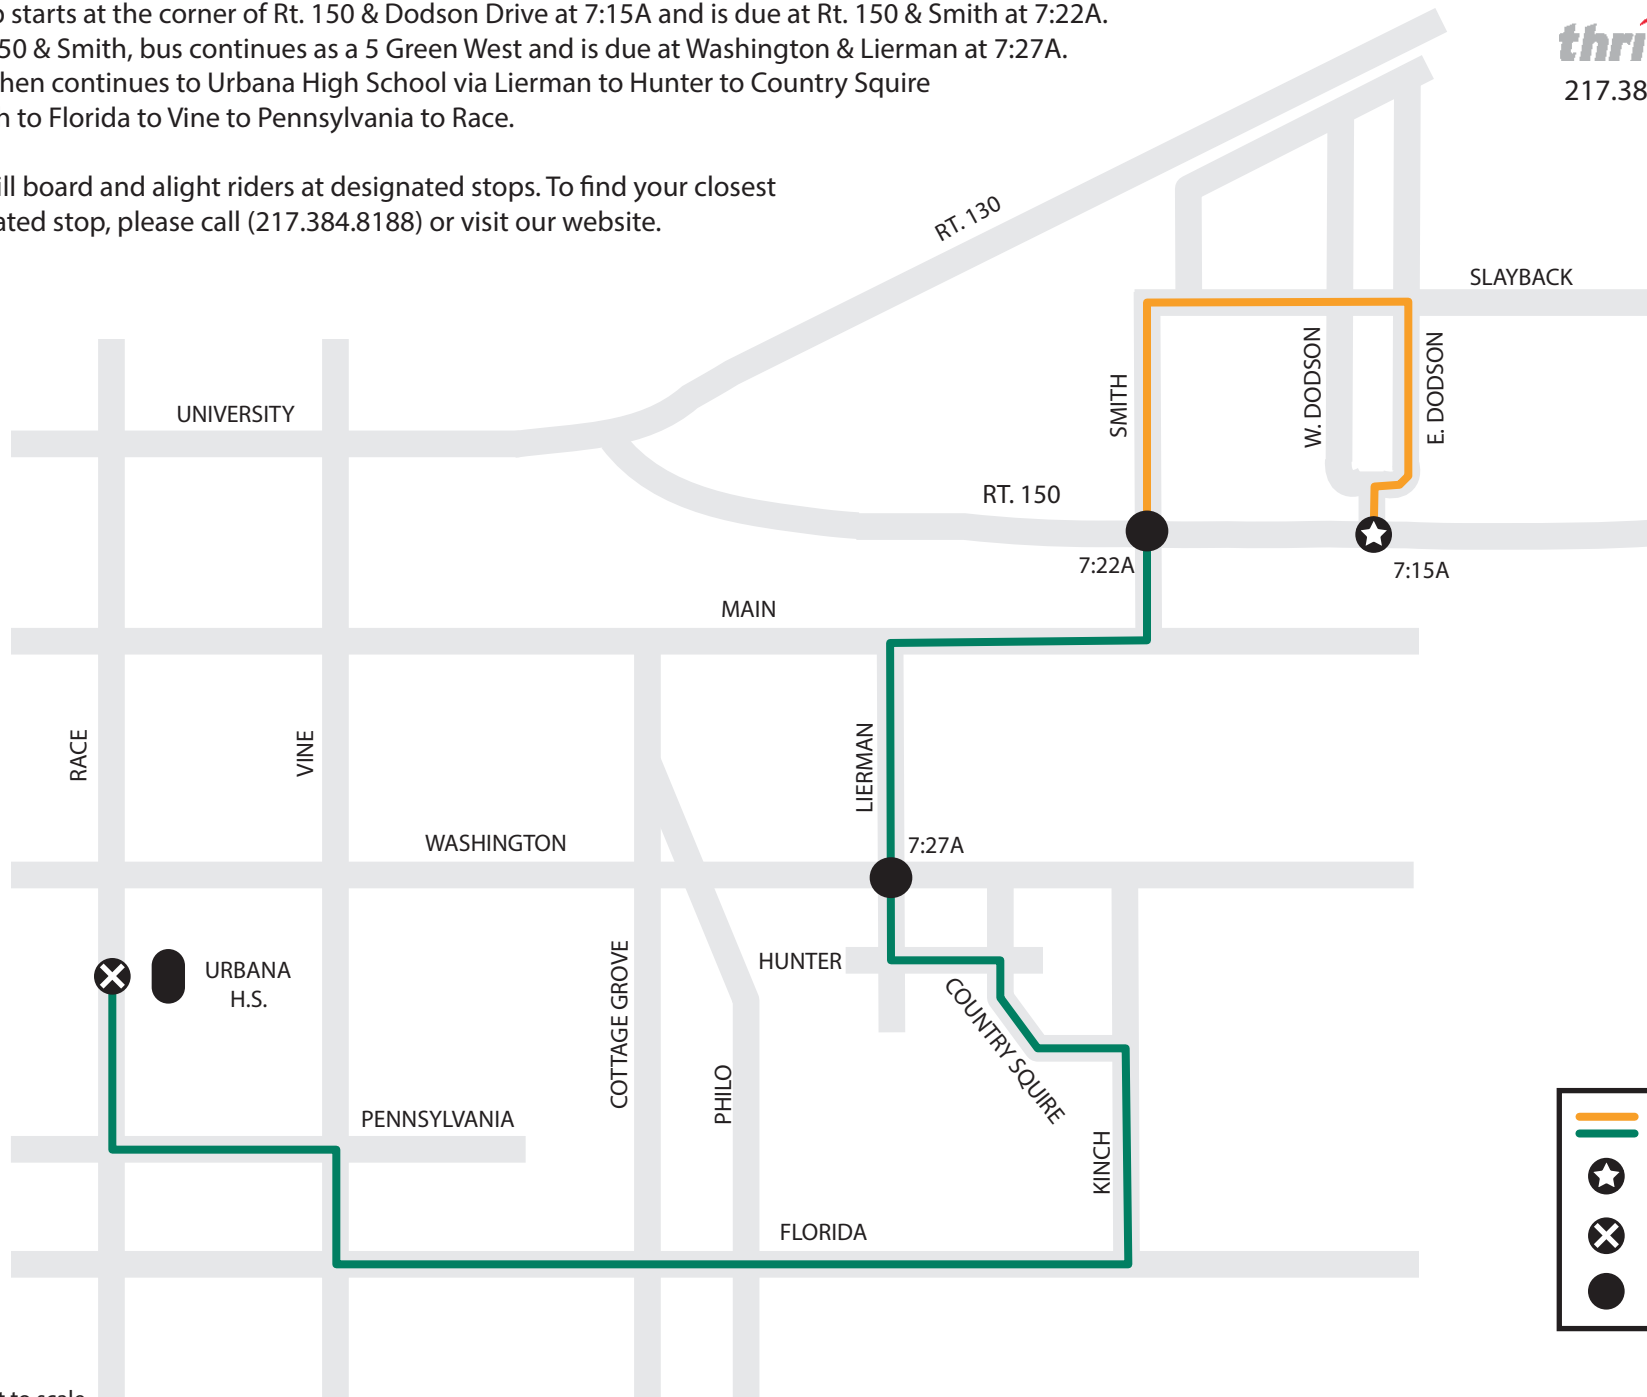 starts at the corner of Rt. 150 & Dodson Drive at 7:15A and is due at Rt. 150 & Smith at 7:22A.
50 & Smith, bus continues as a 5 Green West and is due at Washington & Lierman at 7:27A.
hen continues to Urbana High School via Lierman to Hunter to Country Squire
to Florida to Vine to Pennsylvania to Race.
ill board and alight riders at designated stops. To find your closest
ated stop, please call (217.384.8188) or visit our website.
thri
217.38
RT. 130
SLAYBACK
SMITH
W. DODSON
E. DODSON
UNIVERSITY
RT. 150
7:22A
7:15A
MAIN
RACE
VINE
LIERMAN
WASHINGTON
7:27A
URBANA
H.S.
HUNTER
COTTAGE GROVE
COUNTRY SQUIRE
PHILO
PENNSYLVANIA
KINCH
FLORIDA
to scale